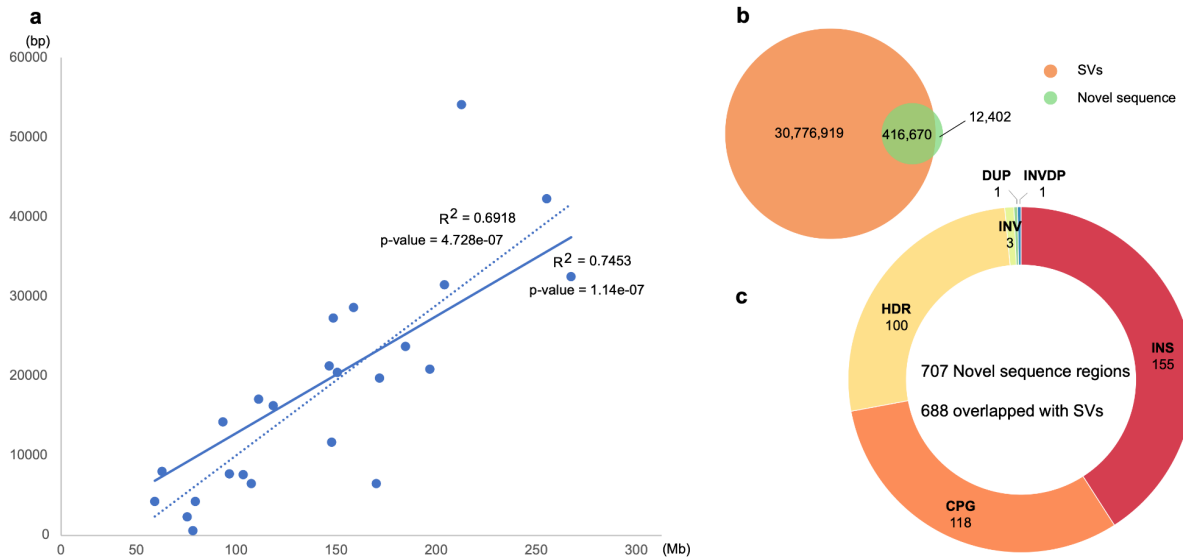 a
(bp)
60000
50000
40000
30000
20000
10000
0
0 50 100 150 200 250 300 (Mb)
R2 = 0.6918
p-value = 4.728e-07
R2 = 0.7453
p-value = 1.14e-07
b
30,776,919
416,670
12,402
SVs
Novel sequence
c
DUP
1
INVDP
1
INV
3
HDR
100
INS
155
CPG
118
707 Novel sequence regions
688 overlapped with SVs